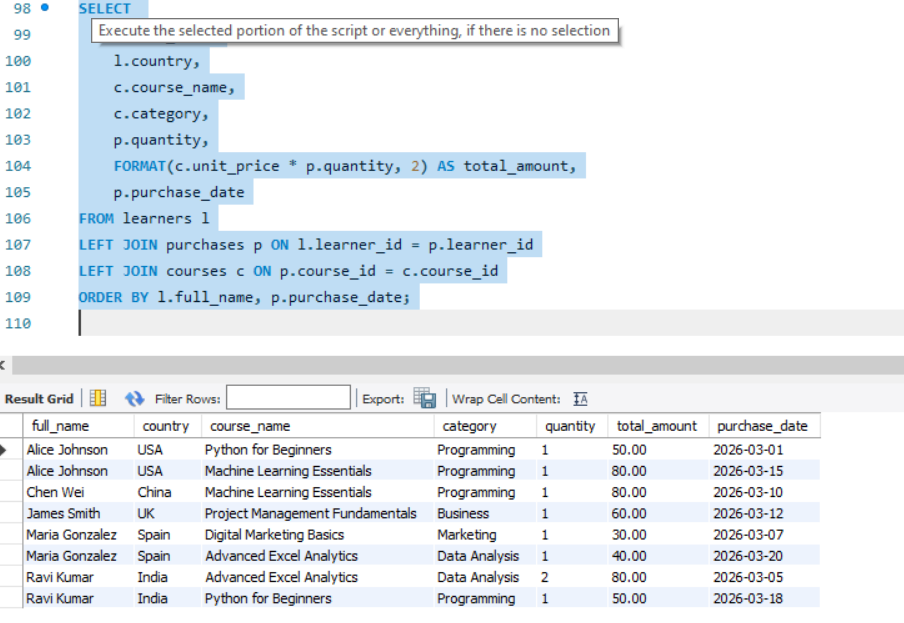 98 SELECT
99 Execute the selected portion of the script or everything, if there is no selection
100 l.country,
101 c.course_name,
102 c.category,
103 p.quantity,
104 FORMAT(c.unit_price * p.quantity, 2) AS total_amount,
105 p.purchase_date
106 FROM learners l
107 LEFT JOIN purchases p ON l.learner_id = p.learner_id
108 LEFT JOIN courses c ON p.course_id = c.course_id
109 ORDER BY l.full_name, p.purchase_date;
110
Result Grid Filter Rows: Export: Wrap Cell Content: IA
full_name country course_name category quantity total_amount purchase_date
Alice Johnson USA Python for Beginners Programming 1 50.00 2026-03-01
Alice Johnson USA Machine Learning Essentials Programming 1 80.00 2026-03-15
Chen Wei China Machine Learning Essentials Programming 1 80.00 2026-03-10
James Smith UK Project Management Fundamentals Business 1 60.00 2026-03-12
Maria Gonzalez Spain Digital Marketing Basics Marketing 1 30.00 2026-03-07
Maria Gonzalez Spain Advanced Excel Analytics Data Analysis 1 40.00 2026-03-20
Ravi Kumar India Advanced Excel Analytics Data Analysis 2 80.00 2026-03-05
Ravi Kumar India Python for Beginners Programming 1 50.00 2026-03-18